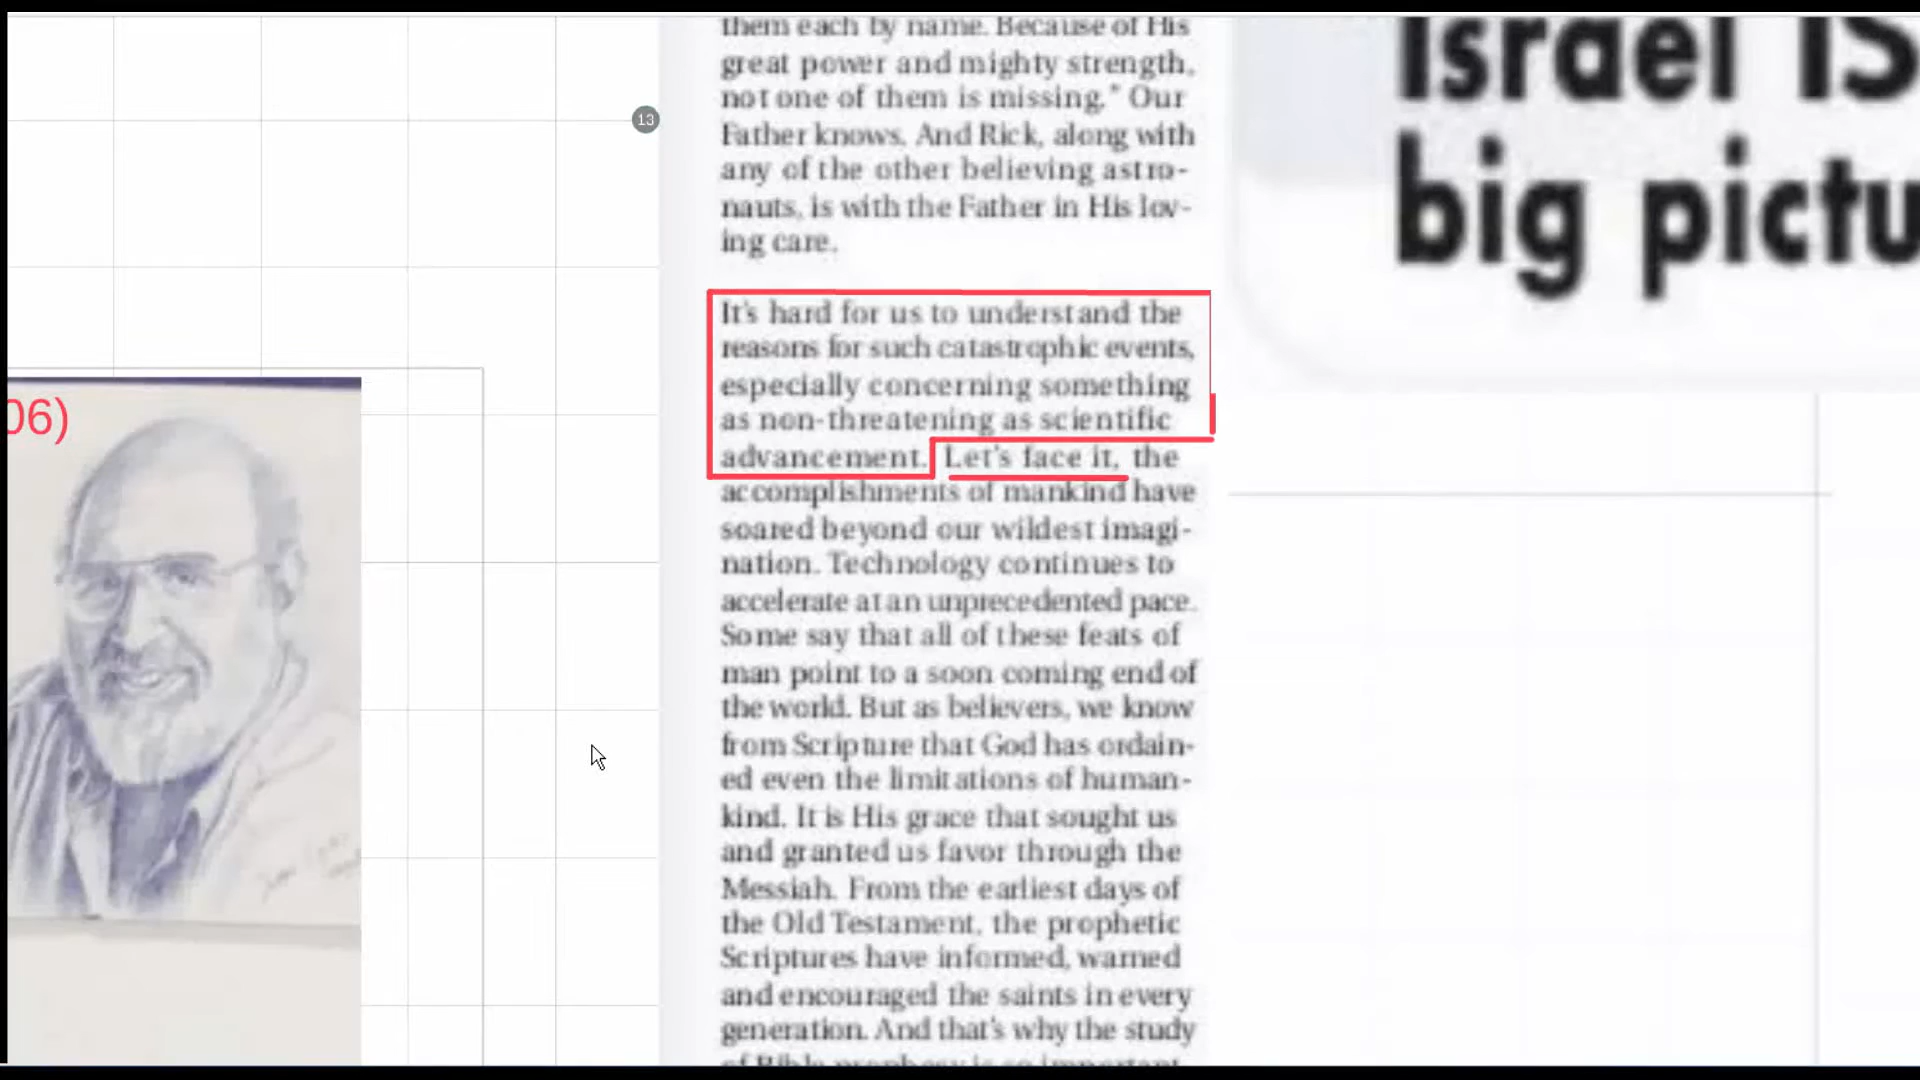 them each by name. Because of His
great power and mighty strength,
not one of them is missing." Our
Father knows. And Rick, along with
any of the other believing astro-
nauts, is with the Father in His lov-
ing care.
It's hard for us to understand the
reasons for such catastrophic events,
especially concerning something
as non-threatening as scientific
advancement. Let's face it, the
accomplishments of mankind have
soared beyond our wildest imagi-
nation. Technology continues to
accelerate at an unprecedented pace.
Some say that all of these feats of
man point to a soon coming end of
the world. But as believers, we know
from Scripture that God has ordain-
ed even the limitations of human-
kind. It is His grace that sought us
and granted us favor through the
Messiah. From the earliest days of
the Old Testament, the prophetic
Scriptures have informed, warned
and encouraged the saints in every
generation. And that's why the study
of Bible prophecy is so important
13
06)
Israel IS
big pictu